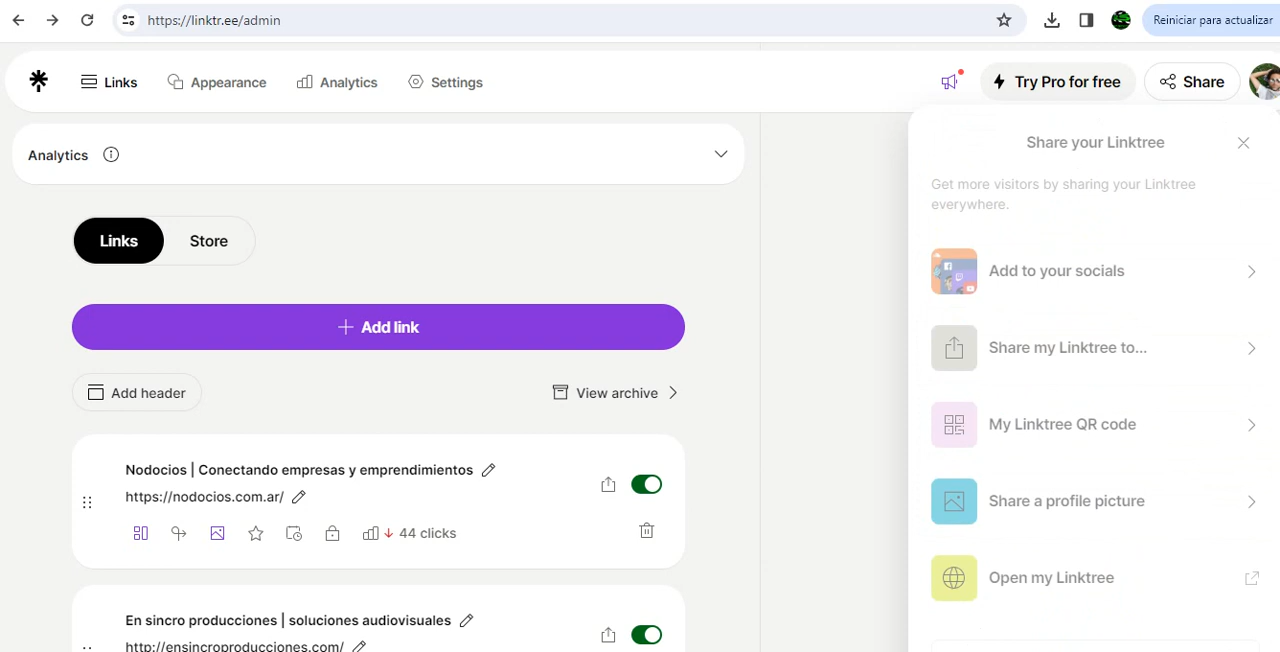 https://linktr.ee/admin
Reiniciar para actualizar
Links
Appearance
Analytics
Settings
Try Pro for free
Share
Analytics
Links
Store
Add link
Add header
View archive
Nodocios | Conectando empresas y emprendimientos
https://nodocios.com.ar/
44 clicks
En sincro producciones | soluciones audiovisuales
http://ensincroproducciones.com/
Share your Linktree
Get more visitors by sharing your Linktree
everywhere.
Add to your socials
Share my Linktree to...
My Linktree QR code
Share a profile picture
Open my Linktree